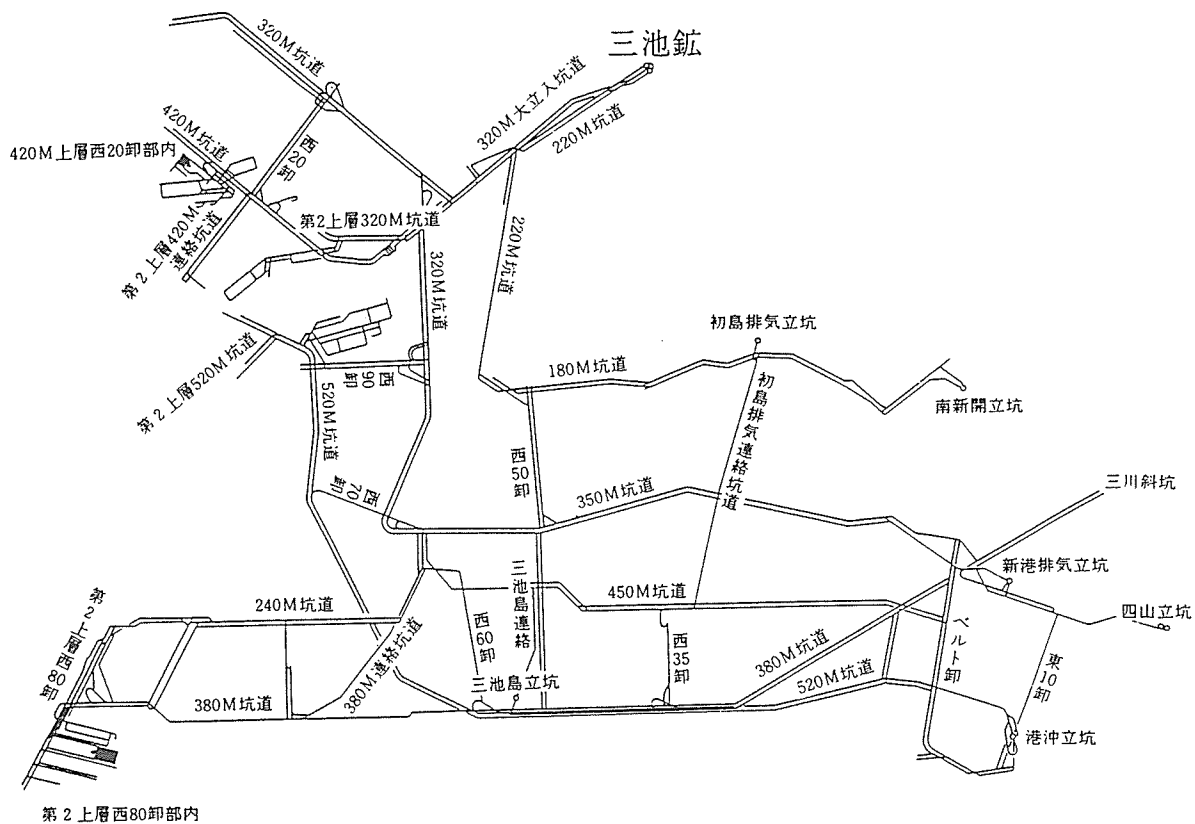 三池鉱
320M坑道
320M大立入坑道
220M坑道
420M坑道
西20卸
420M上層西20卸部内
第2上層320M坑道
第2上層420M
連絡坑道
320M坑道
220M坑道
初島排気立坑
第2上層520M坑道
西90卸
180M坑道
初島排気連絡坑道
南新開立坑
520M坑道
西50卸
西70卸
350M坑道
三川斜坑
三池島連絡
新港排気立坑
450M坑道
240M坑道
第2上層西80卸
西60卸
西35卸
ベルト卸
四山立坑
380M連絡坑道
380M坑道
東10卸
三池島立坑
520M坑道
380M坑道
港沖立坑
第2上層西80卸部内